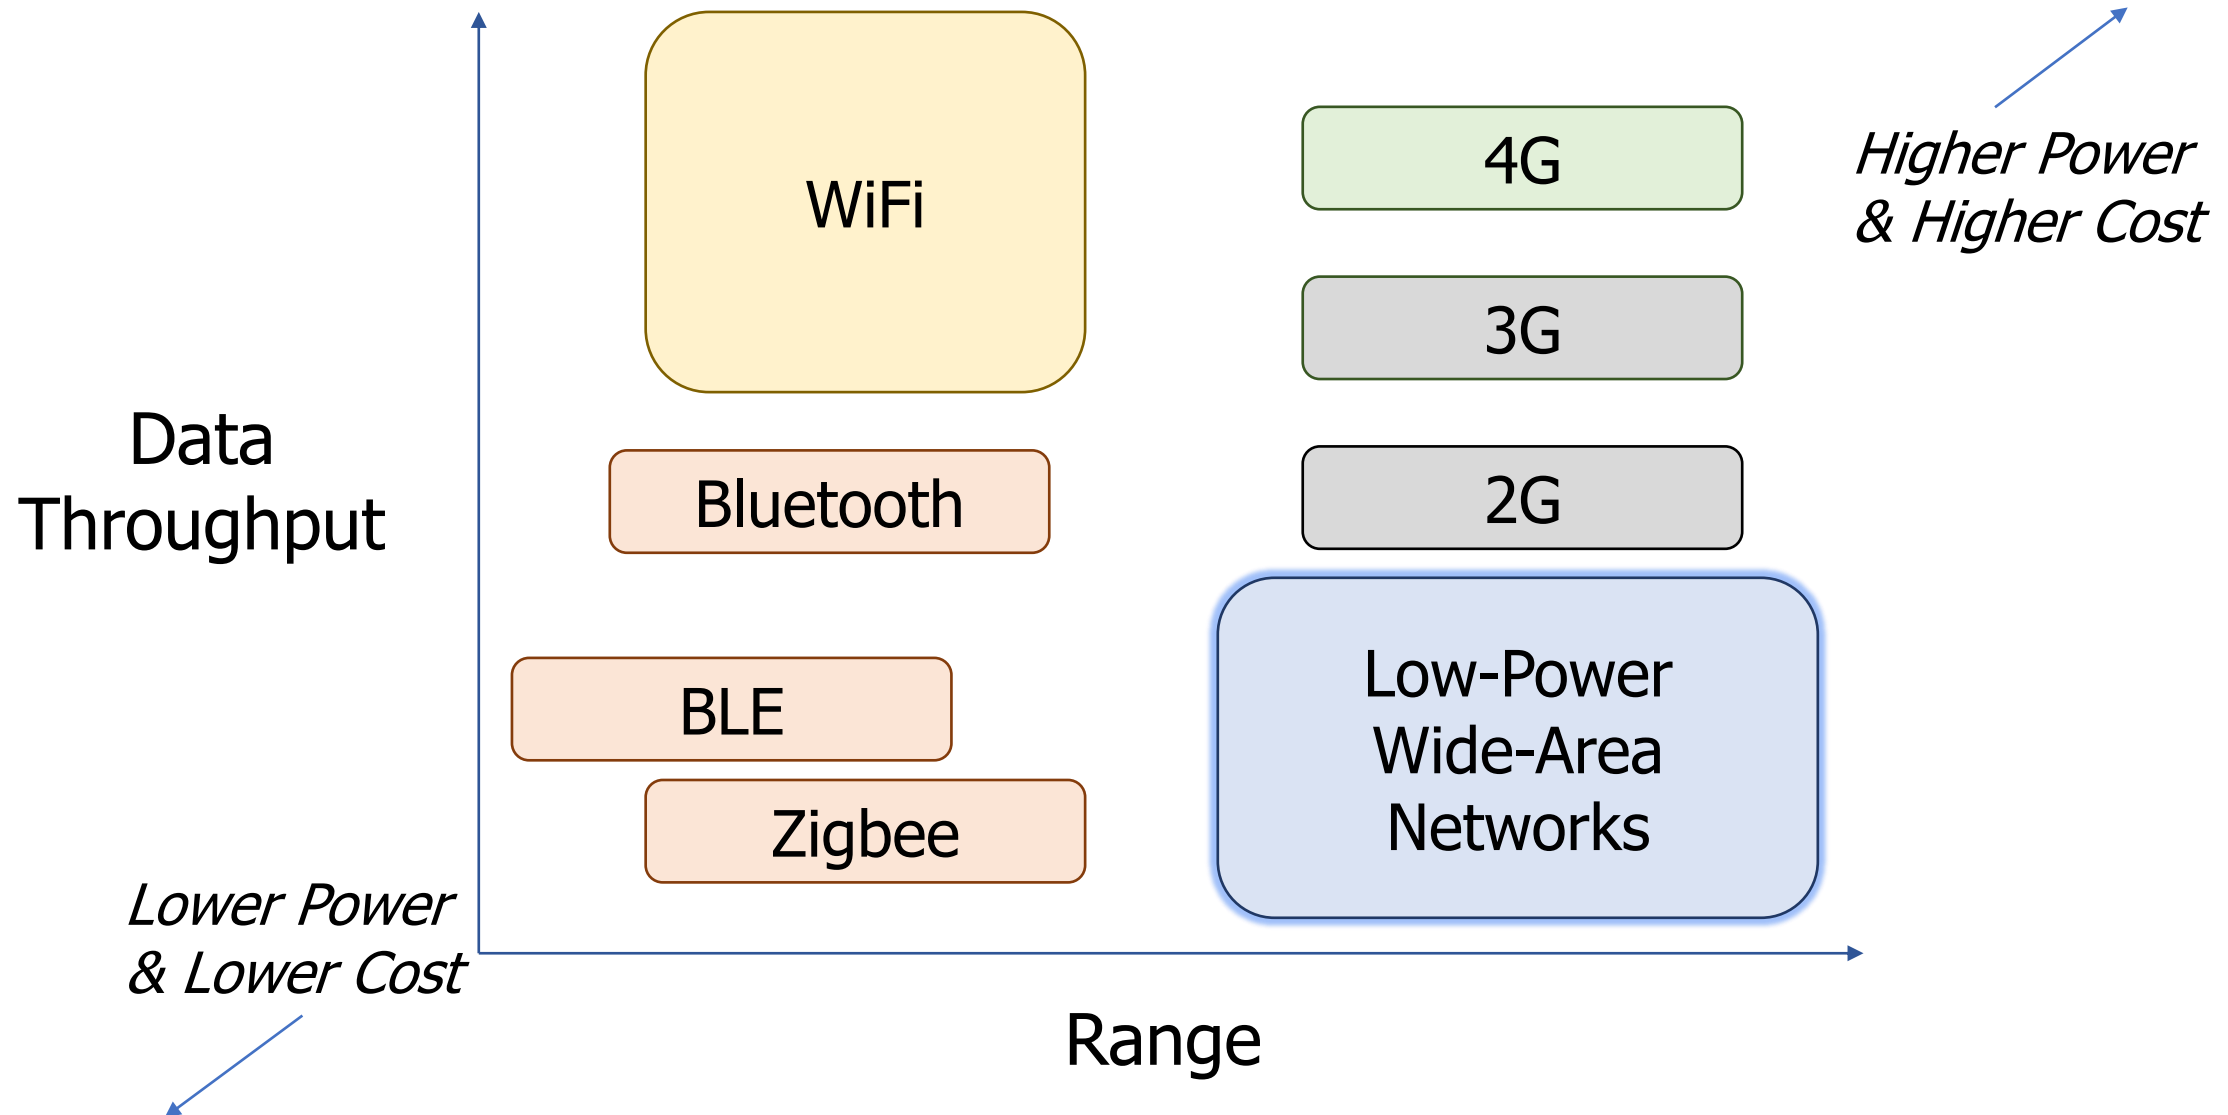 WiFi
4G
Higher Power
& Higher Cost
3G
Data
Throughput
Bluetooth
2G
BLE
Zigbee
Low-Power
Wide-Area
Networks
Lower Power
& Lower Cost
Range